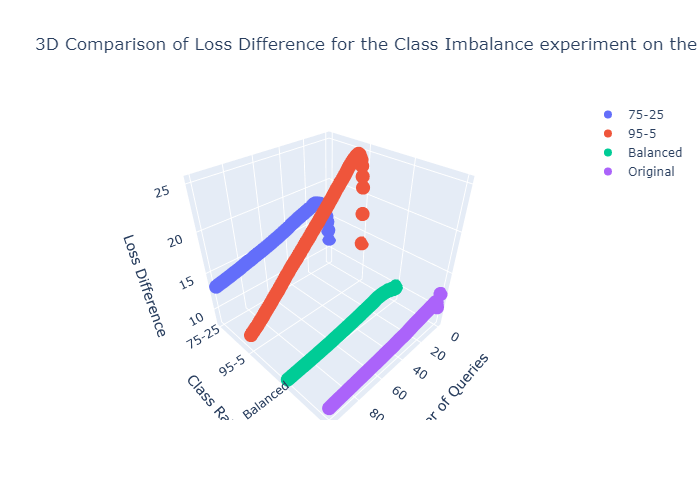 3D Comparison of Loss Difference for the Class Imbalance experiment on the
75-25
95-5
Balanced
Original
25
20
15
10
Loss Difference
75-25
95-5
Balanced
Class Ra
0
20
40
60
80
er of Queries